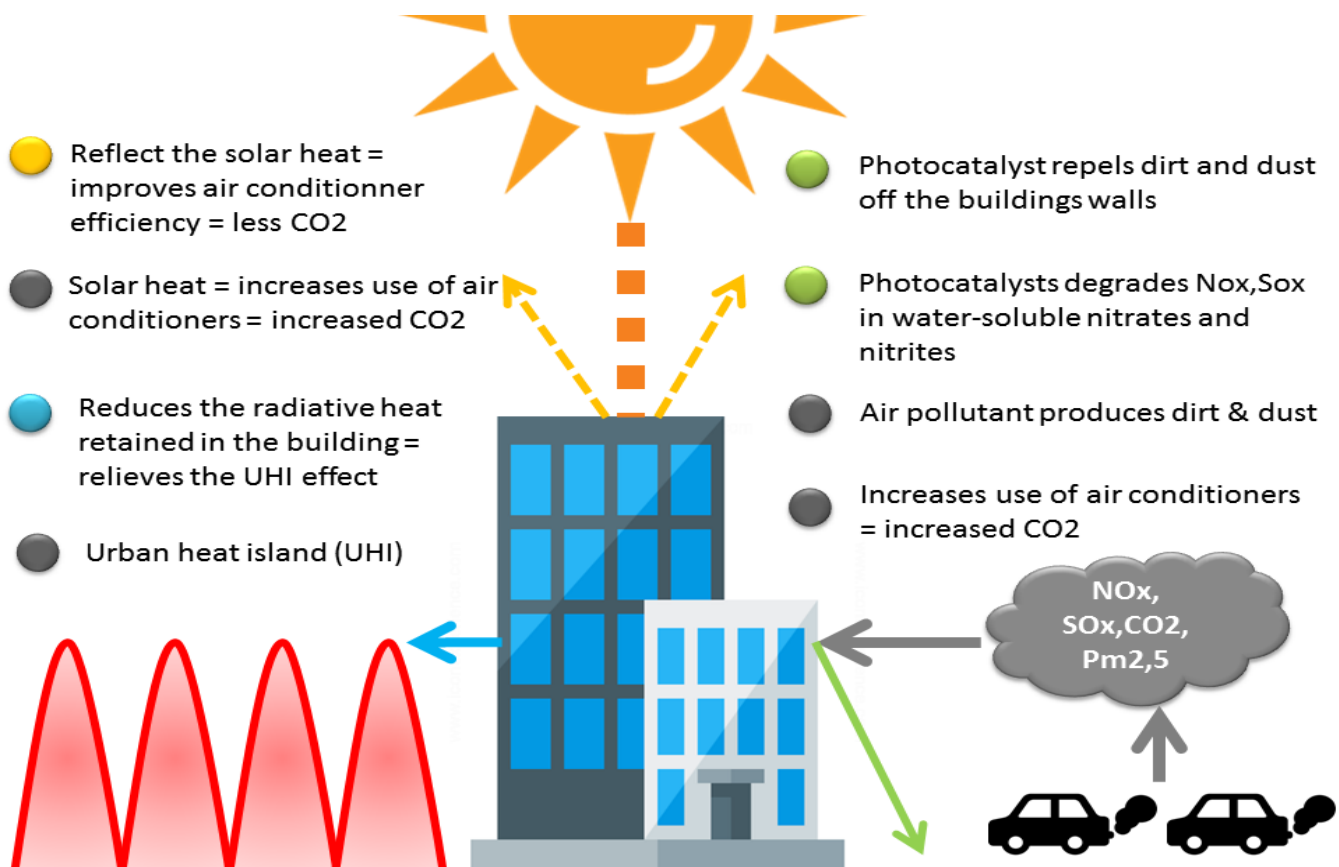 Reflect the solar heat =
improves air conditionner
efficiency = less CO2
Solar heat = increases use of air
conditioners = increased CO2
Reduces the radiative heat
retained in the building =
relieves the UHI effect
Urban heat island (UHI)
Photocatalyst repels dirt and dust
off the buildings walls
Photocatalysts degrades Nox,Sox
in water-soluble nitrates and
nitrites
Air pollutant produces dirt & dust
Increases use of air conditioners
= increased CO2
NOx,
SOx,CO2,
Pm2,5